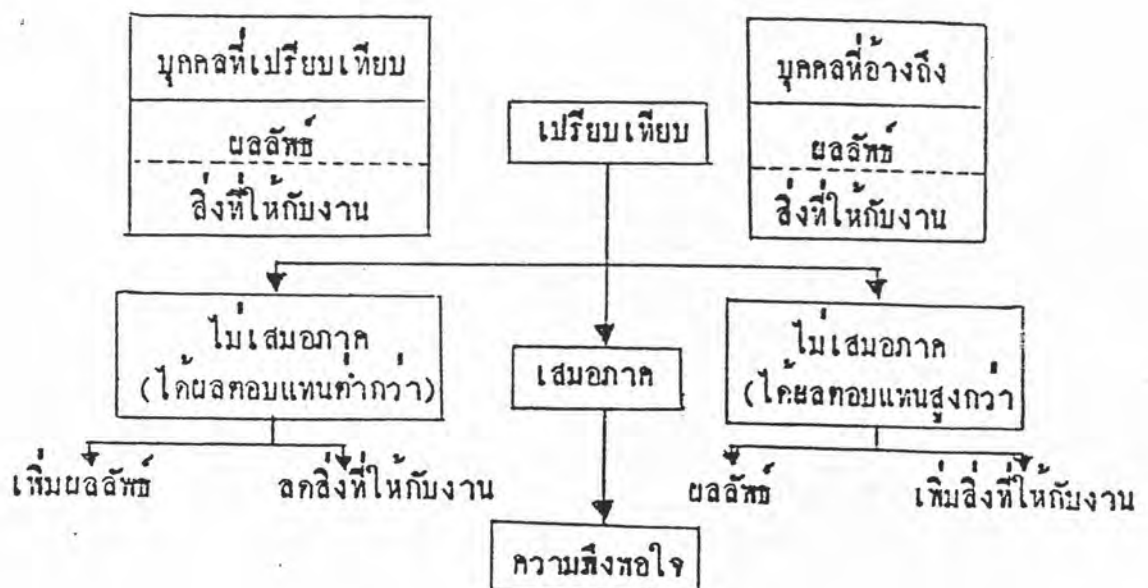 บุคคลที่เปรียบเทียบ
ผลลัพธ์
สิ่งที่ให้กับงาน
เปรียบเทียบ
บุคคลที่อ้างถึง
ผลลัพธ์
สิ่งที่ให้กับงาน
ไม่เสมอภาค
(ได้ผลตอบแทนต่ำกว่า)
เสมอภาค
ไม่เสมอภาค
(ได้ผลตอบแทนสูงกว่า
เพิ่มผลลัพธ์
ลดสิ่งที่ให้กับงาน
ผลลัพธ์
เพิ่มสิ่งที่ให้กับงาน
ความพึงพอใจ